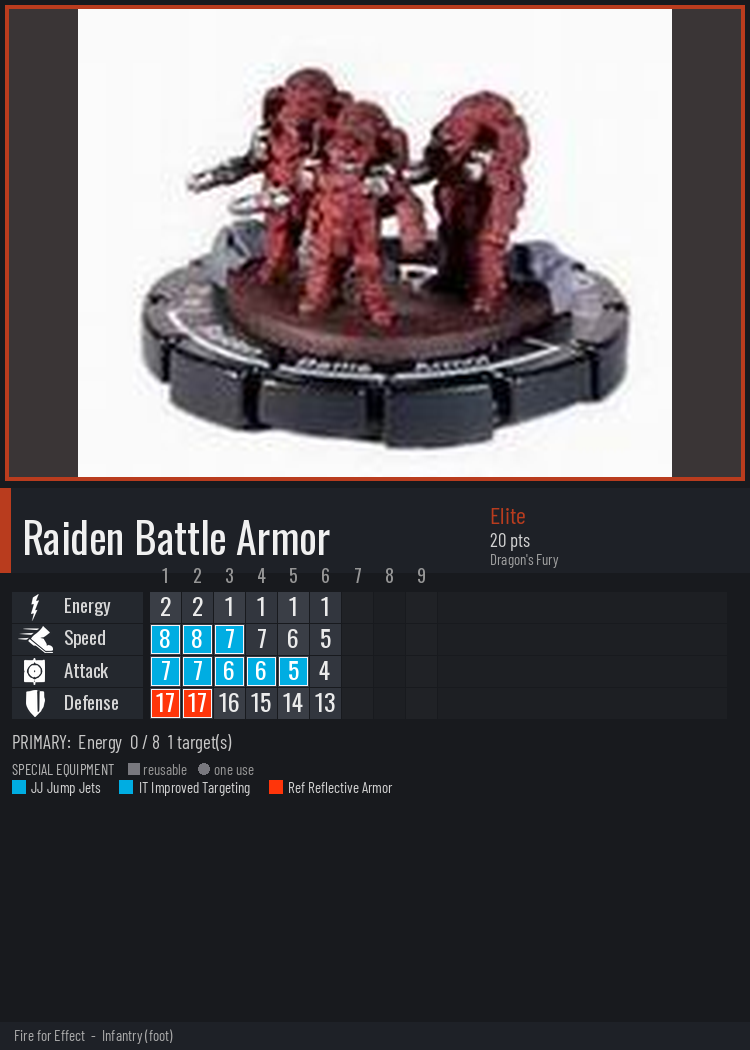 Battle Armor
Raiden Battle Armor
Elite
20 pts
Dragon's Fury
1 2 3 4 5 6 7 8 9
Energy 2 2 1 1 1 1
Speed 8 8 7 7 6 5
Attack 7 7 6 6 5 4
Defense 17 17 16 15 14 13
PRIMARY: Energy 0 / 8 1 target(s)
SPECIAL EQUIPMENT reusable one use
JJ Jump Jets IT Improved Targeting Ref Reflective Armor
Fire for Effect - Infantry (foot)